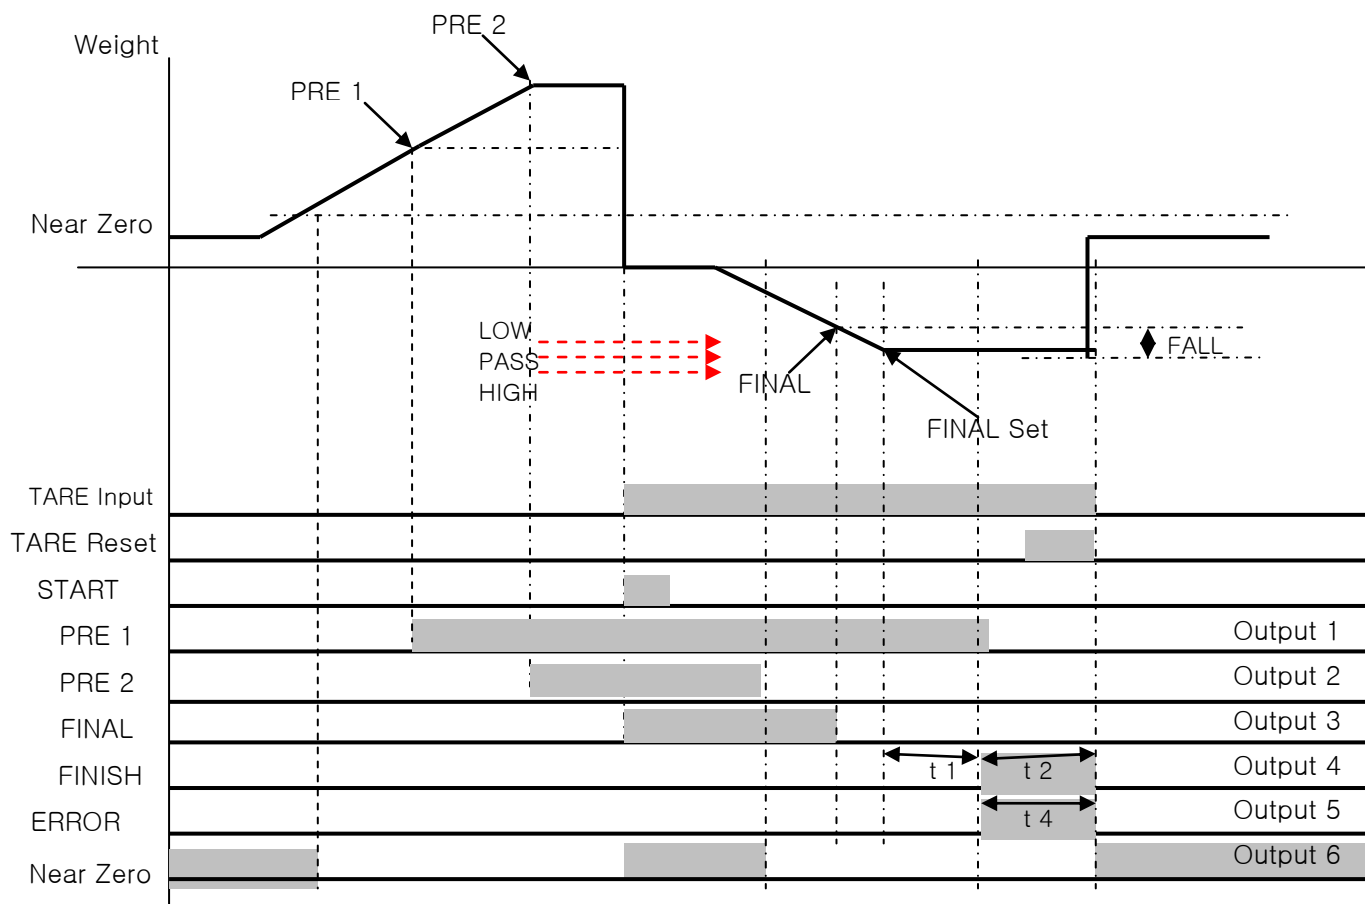 PRE 2
Weight
PRE 1
Near Zero
LOW
PASS
HIGH
FINAL
FALL
FINAL Set
TARE Input
TARE Reset
START
PRE 1 Output 1
PRE 2 Output 2
FINAL Output 3
FINISH t 1 t 2 Output 4
ERROR t 4 Output 5
Near Zero Output 6